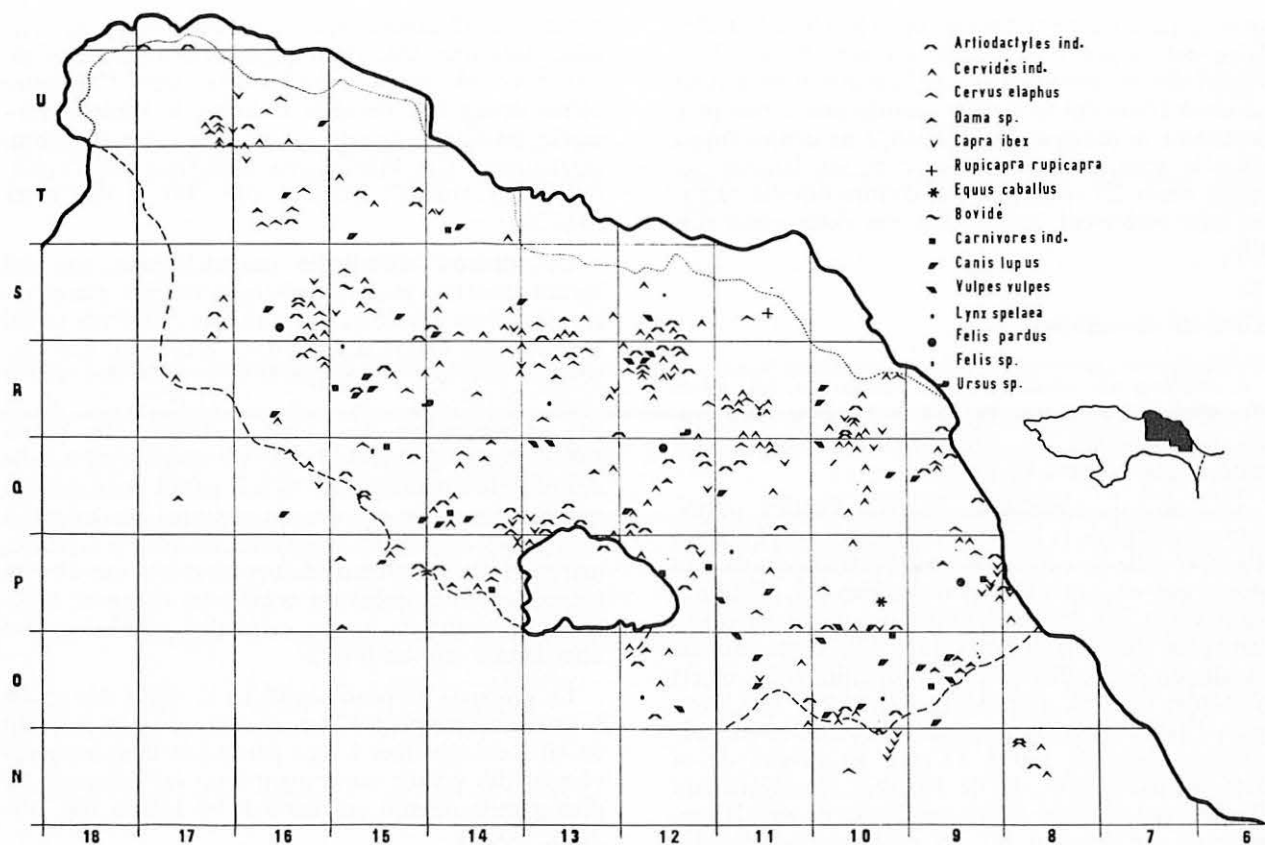 Artiodactyles ind.
Cervidés ind.
Cervus elaphus
Dama sp.
Capra ibex
Rupicapra rupicapra
Equus caballus
Bovidé
Carnivores ind.
Canis lupus
Vulpes vulpes
Lynx spelaea
Felis pardus
Felis sp.
Ursus sp.
U
T
S
R
Q
P
O
N
18 17 16 15 14 13 12 11 10 9 8 7 6